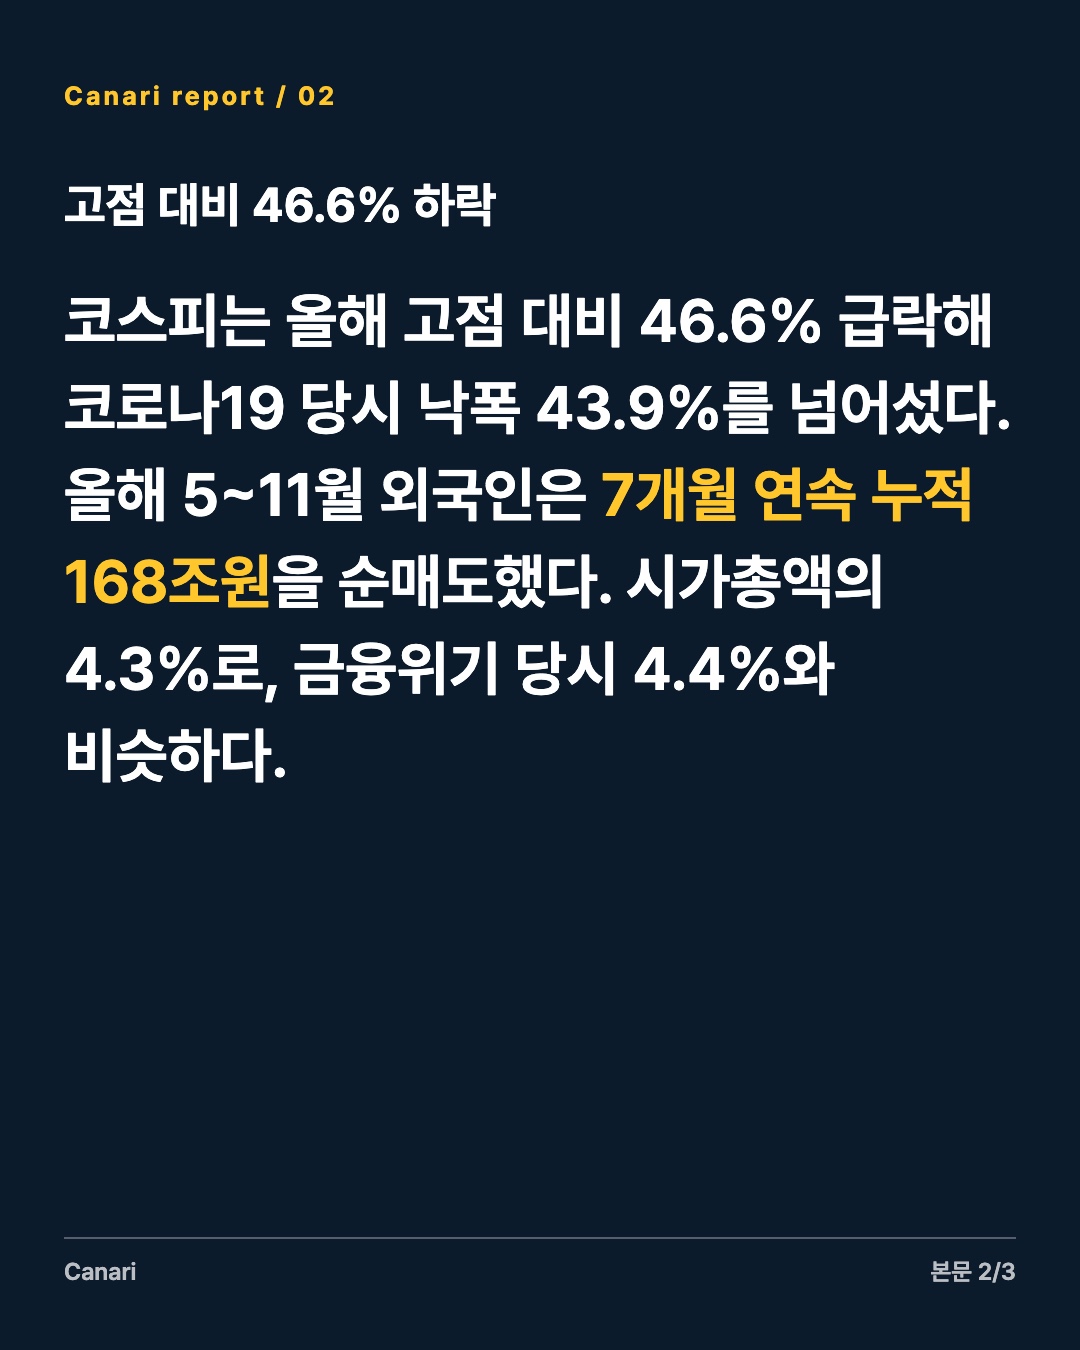 Canari report / 02
고점 대비 46.6% 하락
코스피는 올해 고점 대비 46.6% 급락해
코로나19 당시 낙폭 43.9%를 넘어섰다.
올해 5~11월 외국인은 7개월 연속 누적
168조원을 순매도했다. 시가총액의
4.3%로, 금융위기 당시 4.4%와
비슷하다.
Canari
본문 2/3